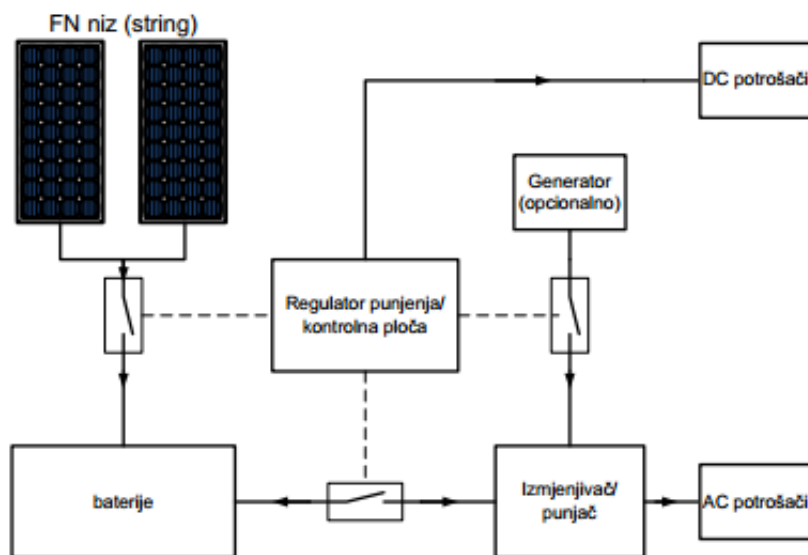 FN niz (string)
DC potrošači
Generator
(opcionalno)
Regulator punjenja/
kontrolna ploča
baterije
Izmjenjivač/
punjač
AC potrošači